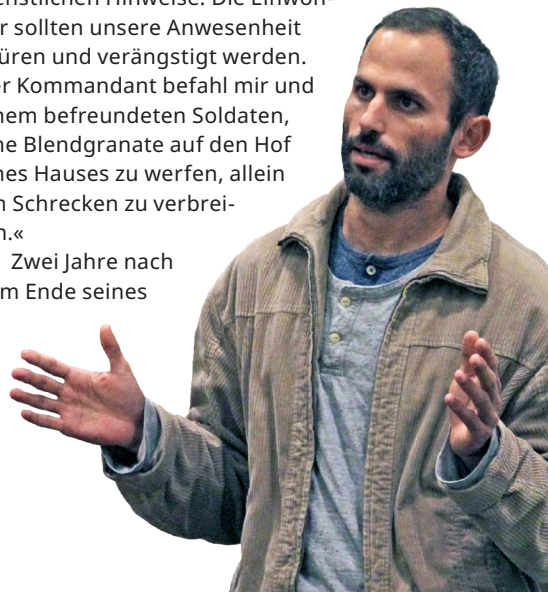 enstlichen Hinweise: Die Einwoh-
r sollten unsere Anwesenheit
üren und verängstigt werden.
er Kommandant befahl mir und
nem befreundeten Soldaten,
ne Blendgranate auf den Hof
nes Hauses zu werfen, allein
m Schrecken zu verbrei-
n.«
Zwei Jahre nach
m Ende seines